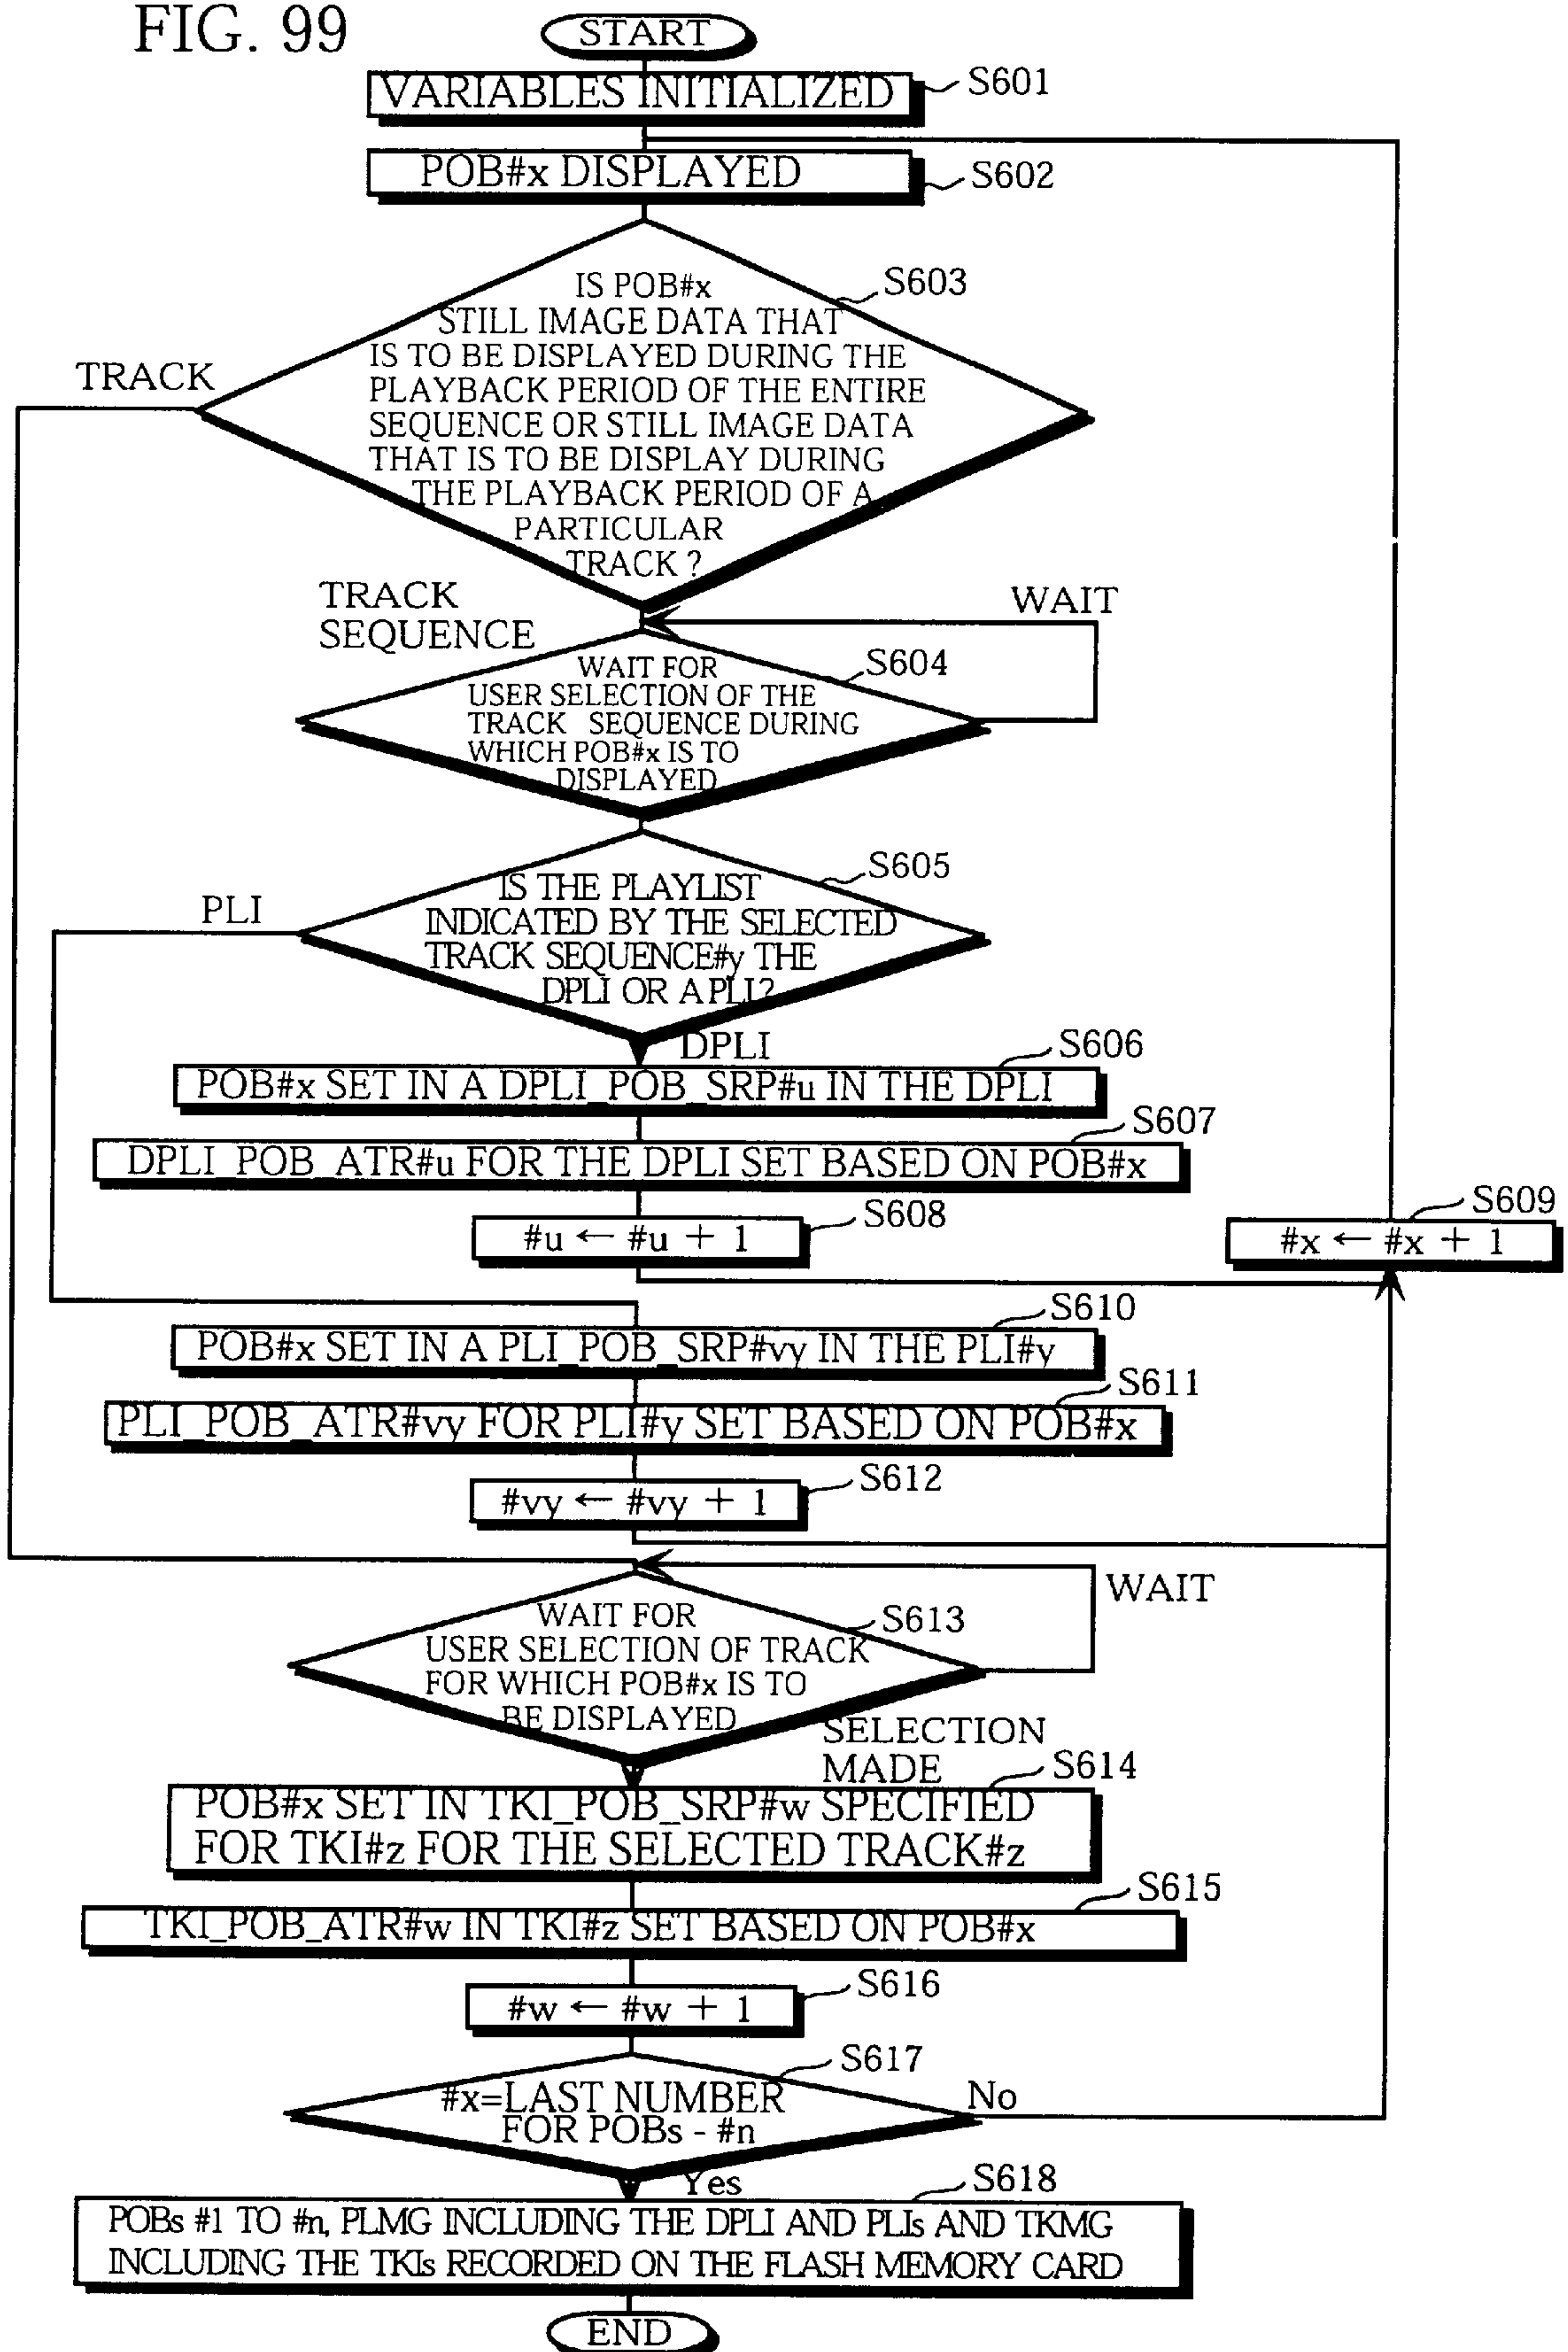 FIG. 99
START
VARIABLES INITIALIZED
S601
POB#x DISPLAYED
S602
IS POB#x
STILL IMAGE DATA THAT
IS TO BE DISPLAYED DURING THE
PLAYBACK PERIOD OF THE ENTIRE
SEQUENCE OR STILL IMAGE DATA
THAT IS TO BE DISPLAY DURING
THE PLAYBACK PERIOD OF A
PARTICULAR
TRACK ?
S603
TRACK
TRACK
SEQUENCE
WAIT
WAIT FOR
USER SELECTION OF THE
TRACK SEQUENCE DURING
WHICH POB#x IS TO
DISPLAYED
S604
IS THE PLAYLIST
INDICATED BY THE SELECTED
TRACK SEQUENCE#y THE
DPLI OR A PLI?
S605
PLI
DPLI
POB#x SET IN A DPLI_POB_SRP#u IN THE DPLI
S606
DPLI_POB_ATR#u FOR THE DPLI SET BASED ON POB#x
S607
#u ← #u + 1
S608
#x ← #x + 1
S609
POB#x SET IN A PLI_POB_SRP#vy IN THE PLI#y
S610
PLI_POB_ATR#vy FOR PLI#y SET BASED ON POB#x
S611
#vy ← #vy + 1
S612
WAIT
WAIT FOR
USER SELECTION OF TRACK
FOR WHICH POB#x IS TO
BE DISPLAYED
S613
SELECTION
MADE
POB#x SET IN TKI_POB_SRP#w SPECIFIED
FOR TKI#z FOR THE SELECTED TRACK#z
S614
TKI_POB_ATR#w IN TKI#z SET BASED ON POB#x
S615
#w ← #w + 1
S616
#x=LAST NUMBER
FOR POBs - #n
S617
No
Yes
POBs #1 TO #n, PLMG INCLUDING THE DPLI AND PLIs AND TKMG
INCLUDING THE TKIs RECORDED ON THE FLASH MEMORY CARD
S618
END